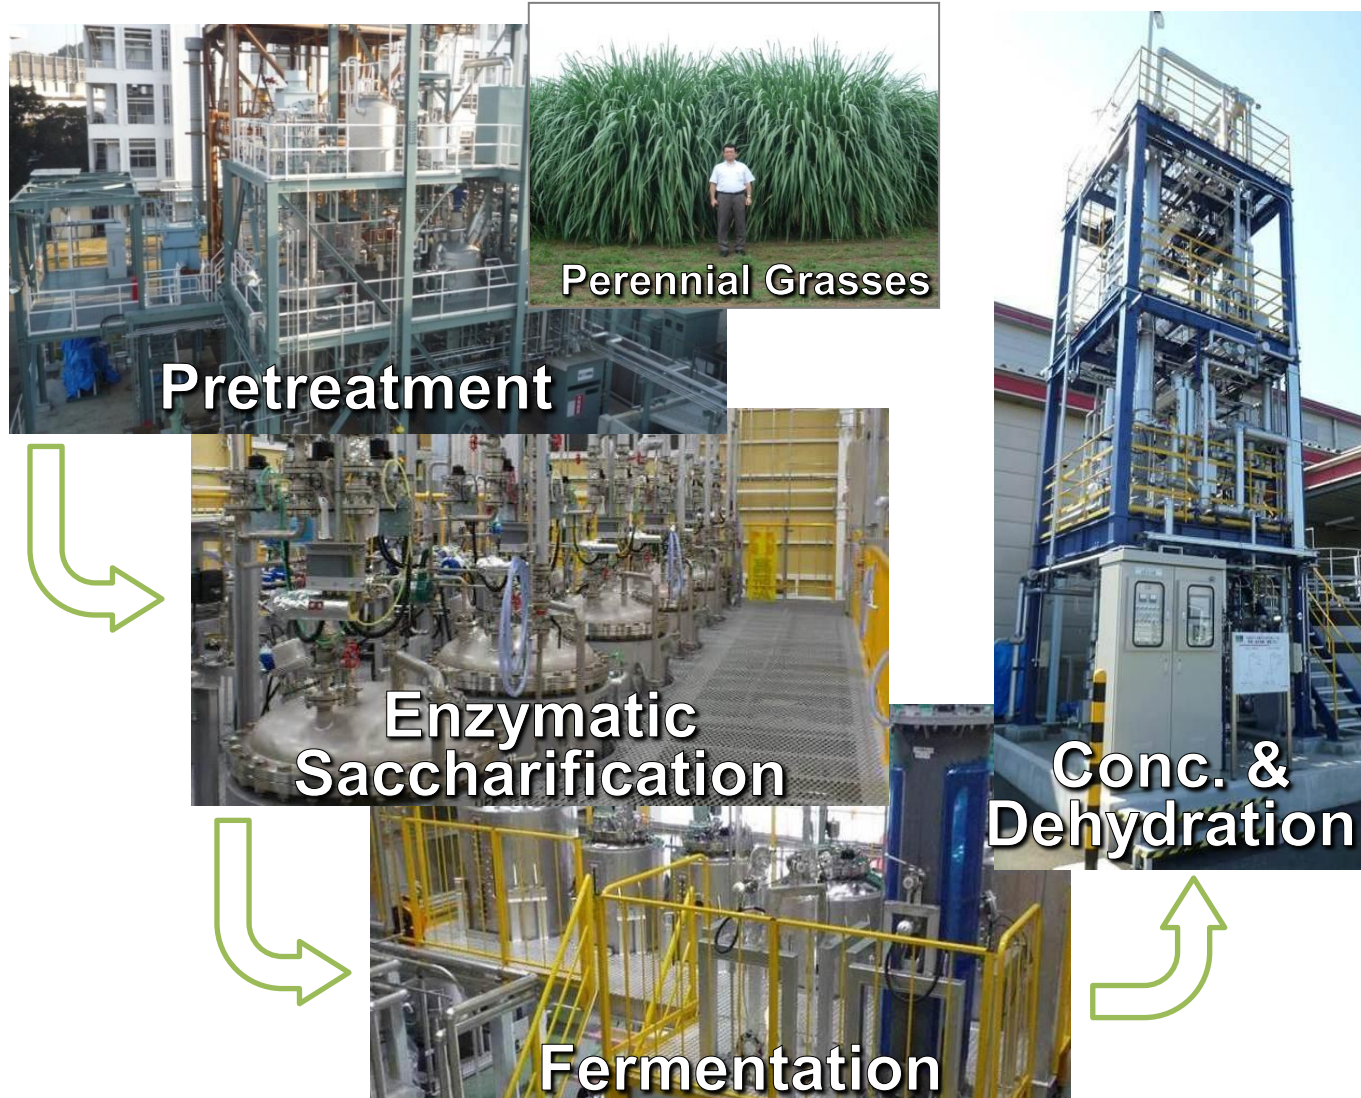 Perennial Grasses
Pretreatment
Enzymatic
Saccharification
Fermentation
Conc. &
Dehydration